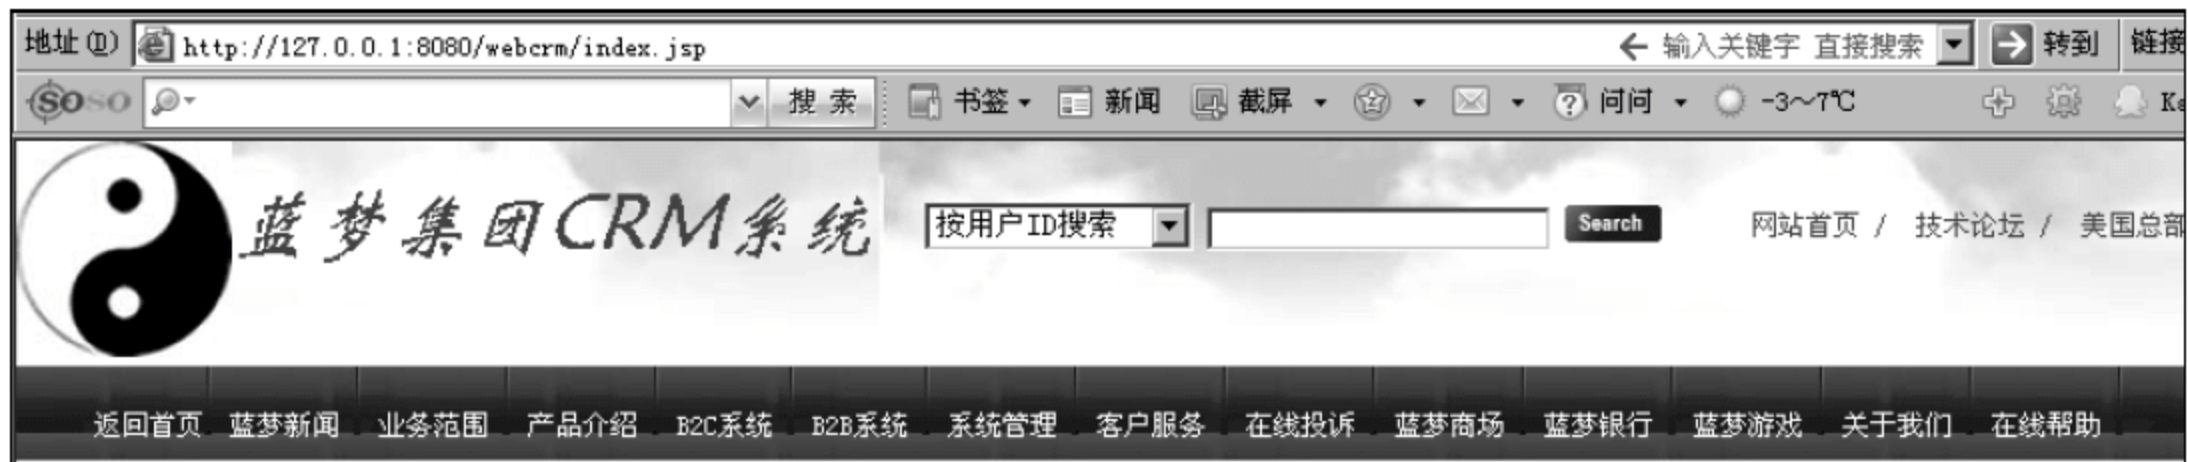 地址(D) http://127.0.0.1:8080/webcrm/index.jsp 输入关键字 直接搜索 转到 链接
SOSO 搜 索 书签 新闻 截屏 问问 -3～7℃
蓝梦集团CRM系统 按用户ID搜索 Search 网站首页 / 技术论坛 / 美国总部
返回首页 蓝梦新闻 业务范围 产品介绍 B2C系统 B2B系统 系统管理 客户服务 在线投诉 蓝梦商场 蓝梦银行 蓝梦游戏 关于我们 在线帮助